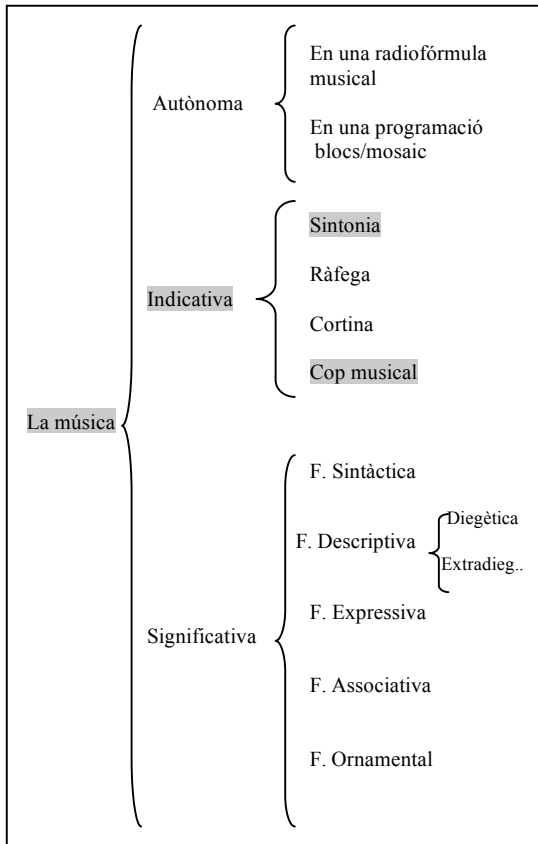 En una radiofórmula
musical
Autònoma
En una programació
blocs/mosaic
Sintonia
Ràfega
Indicativa
Cortina
Cop musical
La música
F. Sintàctica
Diegètica
F. Descriptiva
Extradieg..
F. Expressiva
Significativa
F. Associativa
F. Ornamental